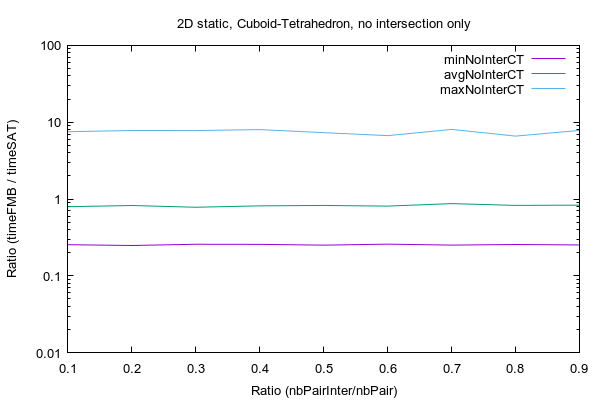 2D static, Cuboid-Tetrahedron, no intersection only
100
10
1
0.1
0.01
Ratio (timeFMB / timeSAT)
minNoInterCT
avgNoInterCT
maxNoInterCT
0.1 0.2 0.3 0.4 0.5 0.6 0.7 0.8 0.9
Ratio (nbPairInter/nbPair)